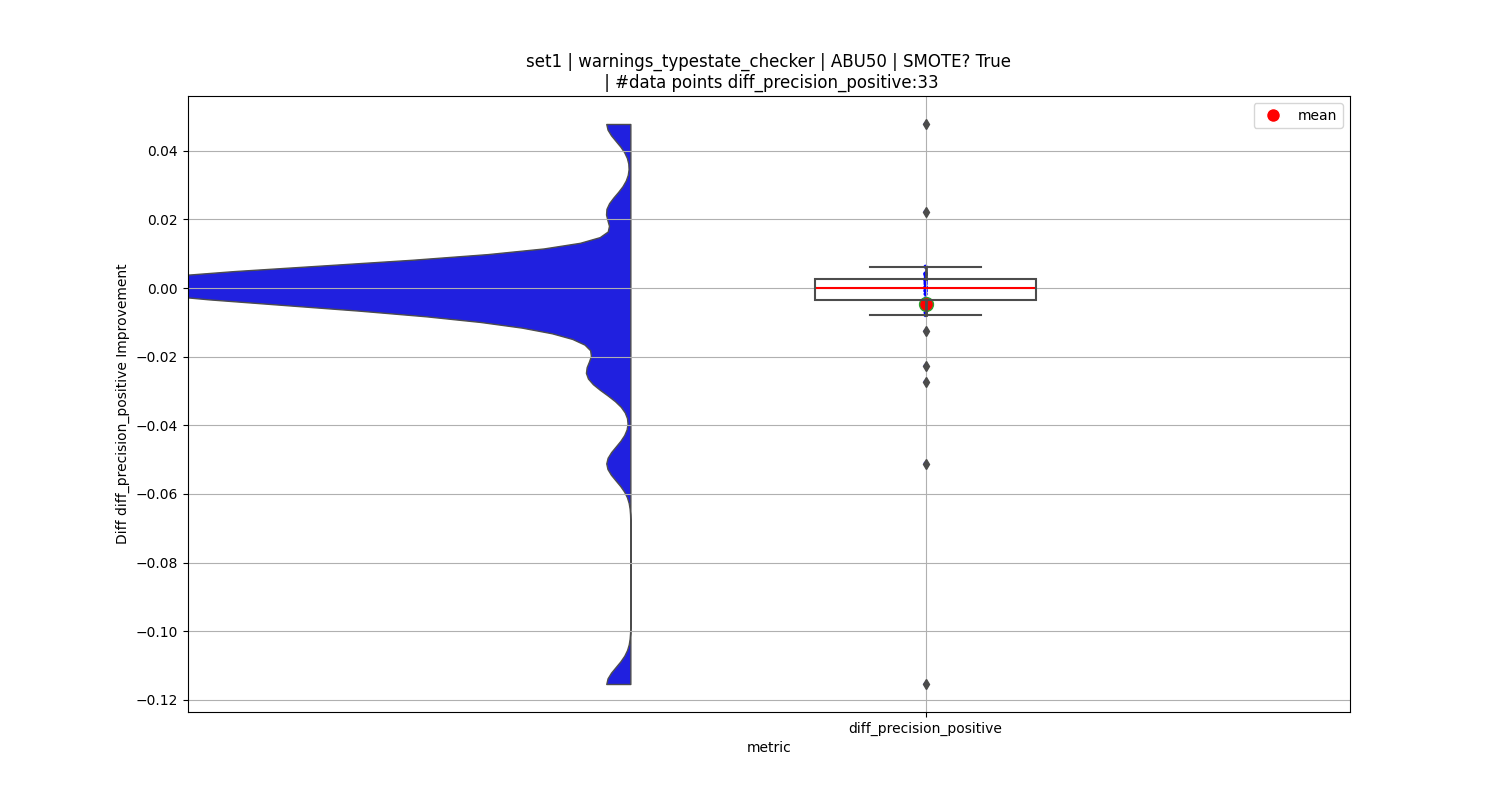 set1 | warnings_typestate_checker | ABU50 | SMOTE? True
| #data points diff_precision_positive:33
mean
0.04
0.02
0.00
−0.02
−0.04
−0.06
−0.08
−0.10
−0.12
Diff diff_precision_positive Improvement
diff_precision_positive
metric